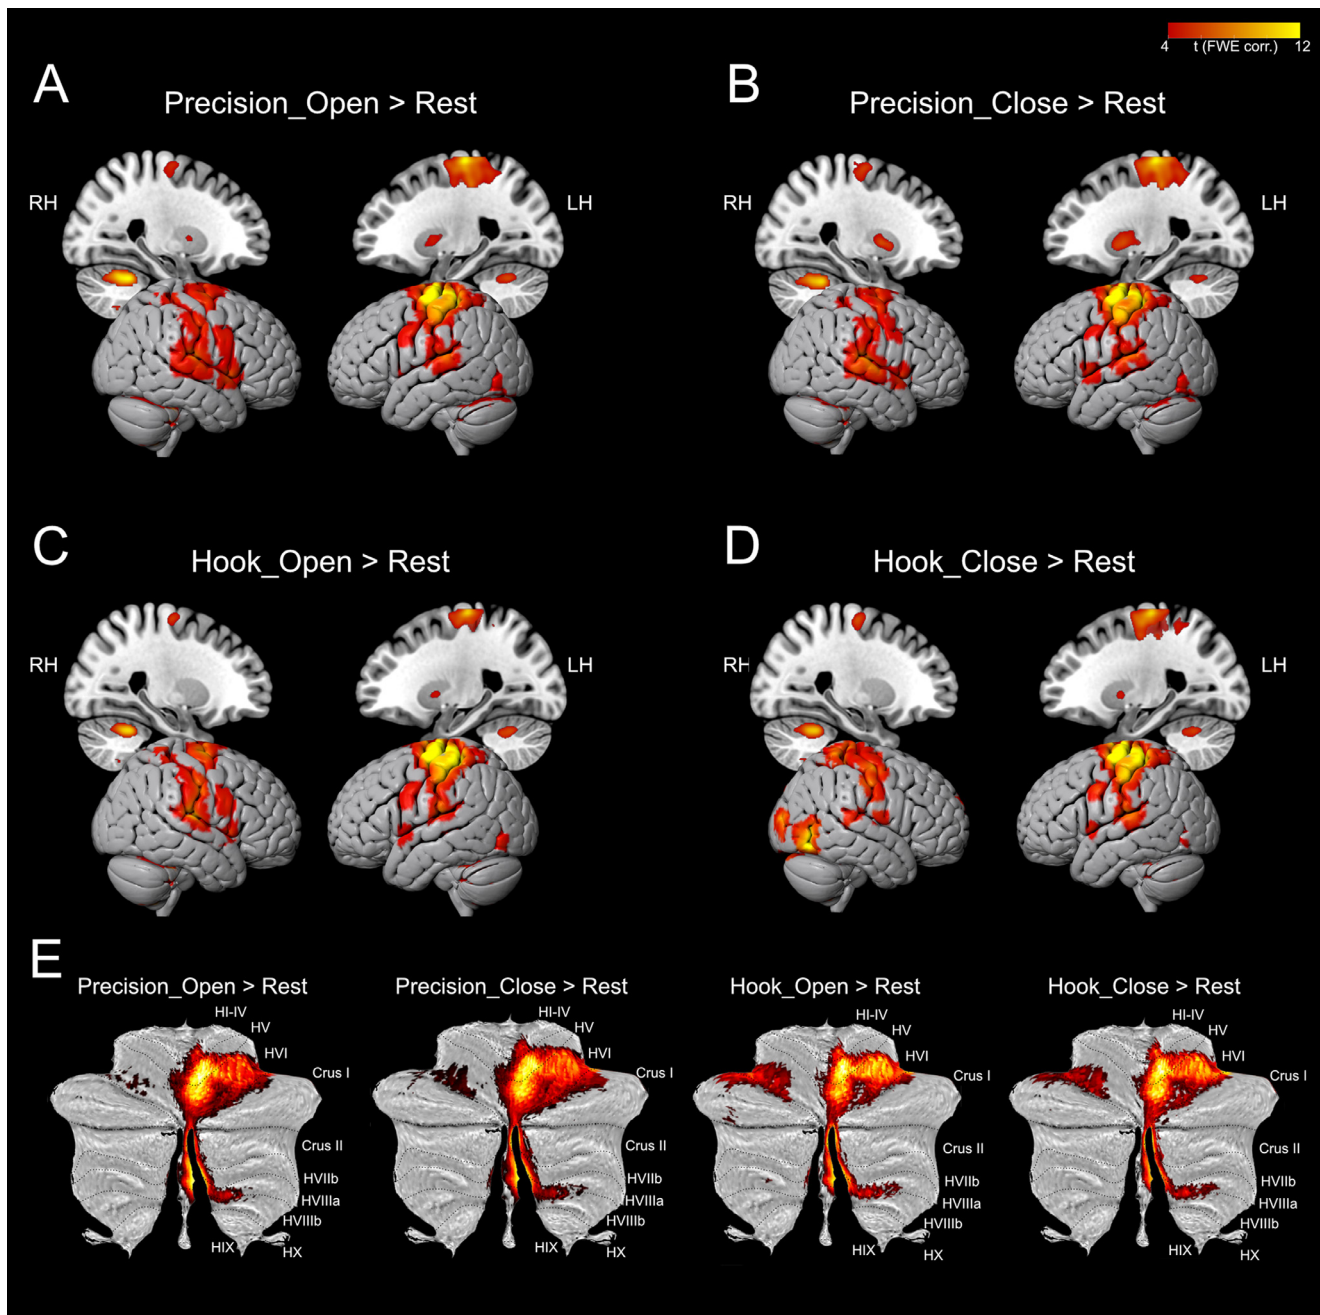 4 t (FWE corr.) 12
A
Precision_Open > Rest
RH
LH
B
Precision_Close > Rest
RH
LH
C
Hook_Open > Rest
RH
LH
D
Hook_Close > Rest
RH
LH
E
Precision_Open > Rest
Precision_Close > Rest
HI-IV
HV
HVI
Crus I
Crus II
HVIIb
HVIIIa
HVIIIb
HIX
HX
HI-IV
HV
HVI
Crus I
Crus II
HVIIb
HVIIIa
HVIIIb
HIX
HX
Hook_Open > Rest
Hook_Close > Rest
HI-IV
HV
HVI
Crus I
Crus II
HVIIb
HVIIIa
HVIIIb
HIX
HX
HI-IV
HV
HVI
Crus I
Crus II
HVIIb
HVIIIa
HVIIIb
HIX
HX